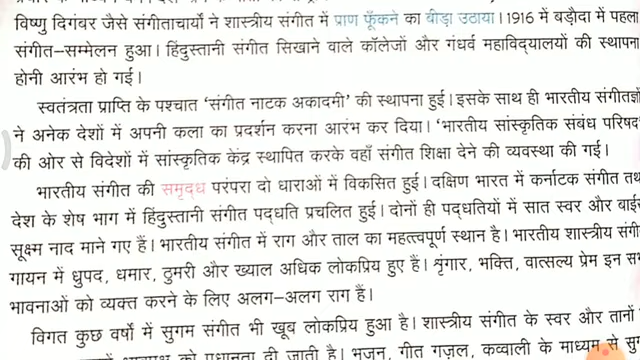 विष्णु दिगंबर जैसे संगीताचार्यों ने शास्त्रीय संगीत में प्राण फूँकने का बीड़ा उठाया। 1916 में बड़ौदा में पहला
संगीत-सम्मेलन हुआ। हिंदुस्तानी संगीत सिखाने वाले कॉलेजों और गंधर्व महाविद्यालयों की स्थापना
होनी आरंभ हो गई।
स्वतंत्रता प्राप्ति के पश्चात 'संगीत नाटक अकादमी' की स्थापना हुई। इसके साथ ही भारतीय संगीतज्ञों
ने अनेक देशों में अपनी कला का प्रदर्शन करना आरंभ कर दिया। 'भारतीय सांस्कृतिक संबंध परिषद
की ओर से विदेशों में सांस्कृतिक केंद्र स्थापित करके वहाँ संगीत शिक्षा देने की व्यवस्था की गई।
भारतीय संगीत की समृद्ध परंपरा दो धाराओं में विकसित हुई। दक्षिण भारत में कर्नाटक संगीत
देश के शेष भाग में हिंदुस्तानी संगीत पद्धति प्रचलित हुई। दोनों ही पद्धतियों में सात स्वर और
सूक्ष्म नाद माने गए हैं। भारतीय संगीत में राग और ताल का महत्त्वपूर्ण स्थान है। भारतीय शास्त्रीय
गायन में ध्रुपद, धमार, ठुमरी और ख्याल अधिक लोकप्रिय हुए हैं। शृंगार, भक्ति, वात्सल्य प्रेम इन
भावनाओं को व्यक्त करने के लिए अलग-अलग राग हैं।
विगत कुछ वर्षों में सुगम संगीत भी खूब लोकप्रिय हुआ है। शास्त्रीय संगीत के स्वर और तानों
को प्रधानता दी जाती है। भजन, गीत गज़ल, कव्वाली के माध्यम से